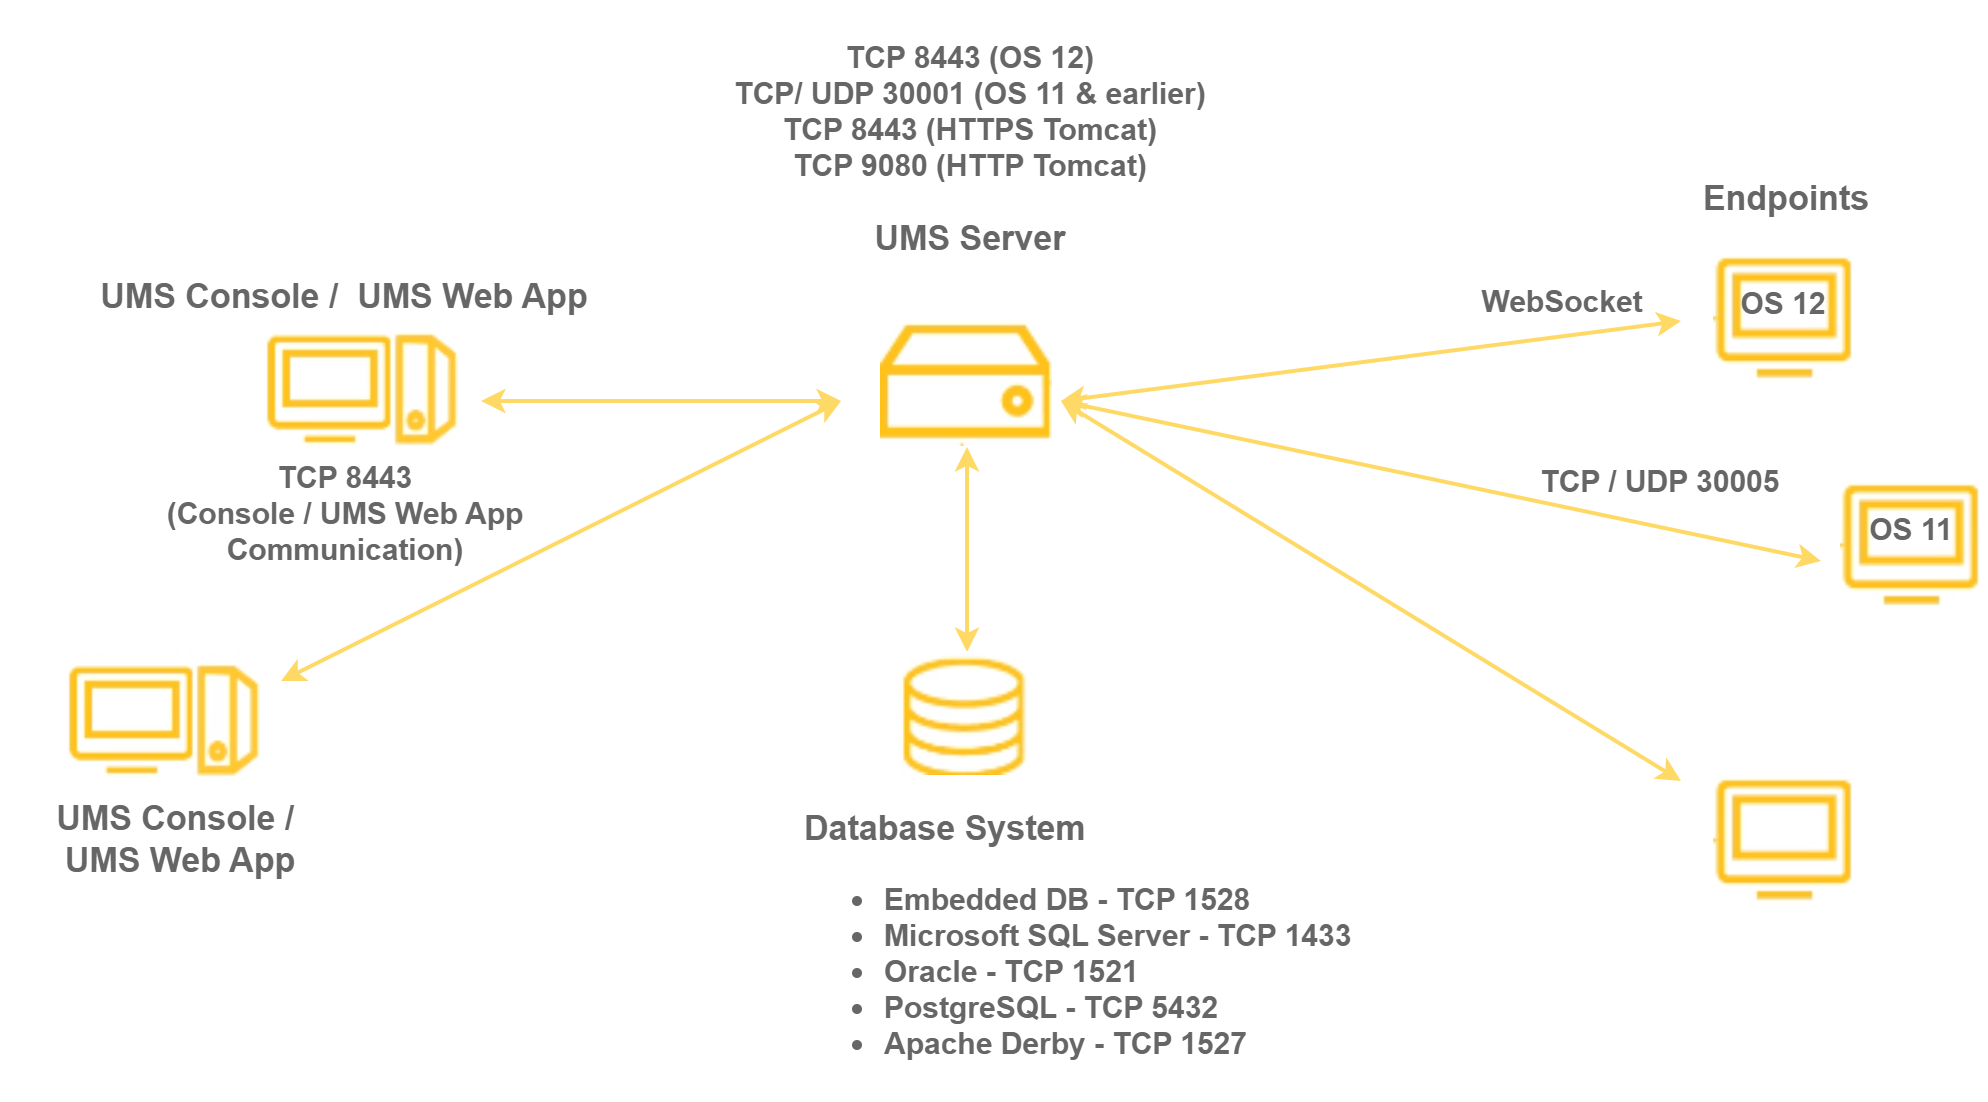 TCP 8443 (OS 12)
TCP/ UDP 30001 (OS 11 & earlier)
TCP 8443 (HTTPS Tomcat)
TCP 9080 (HTTP Tomcat)
UMS Server
Endpoints
UMS Console / UMS Web App
WebSocket
OS 12
TCP 8443
(Console / UMS Web App
Communication)
TCP / UDP 30005
OS 11
UMS Console /
UMS Web App
Database System
• Embedded DB - TCP 1528
• Microsoft SQL Server - TCP 1433
• Oracle - TCP 1521
• PostgreSQL - TCP 5432
• Apache Derby - TCP 1527